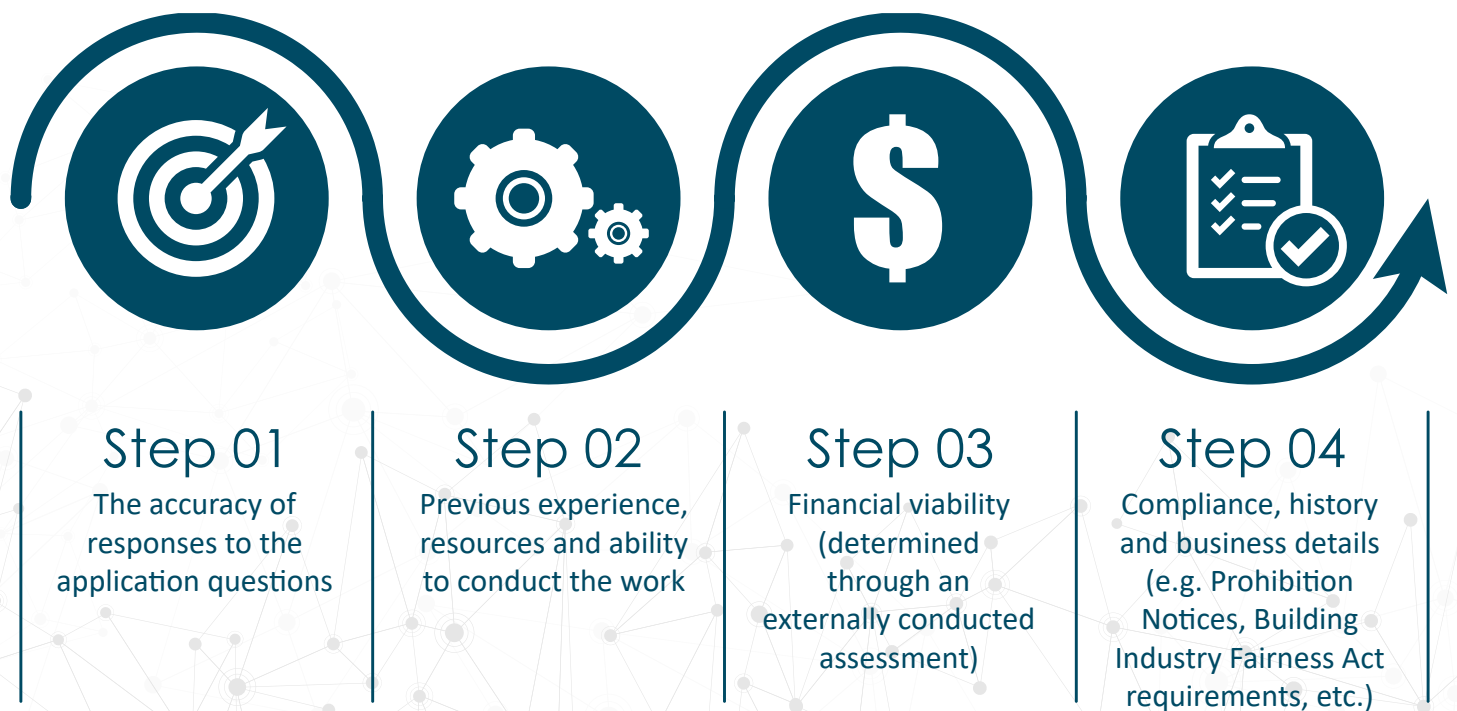 Step 01
The accuracy of
responses to the
application questions
Step 02
Previous experience,
resources and ability
to conduct the work
Step 03
Financial viability
(determined
through an
externally conducted
assessment)
Step 04
Compliance, history
and business details
(e.g. Prohibition
Notices, Building
Industry Fairness Act
requirements, etc.)